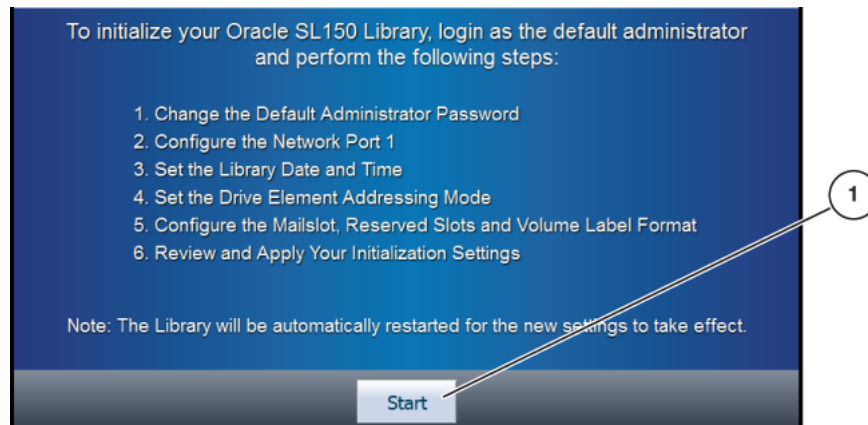 To initialize your Oracle SL150 Library, login as the default administrator
and perform the following steps:
1. Change the Default Administrator Password
2. Configure the Network Port 1
3. Set the Library Date and Time
4. Set the Drive Element Addressing Mode
5. Configure the Mailslot, Reserved Slots and Volume Label Format
6. Review and Apply Your Initialization Settings
1
Note: The Library will be automatically restarted for the new settings to take effect.
Start